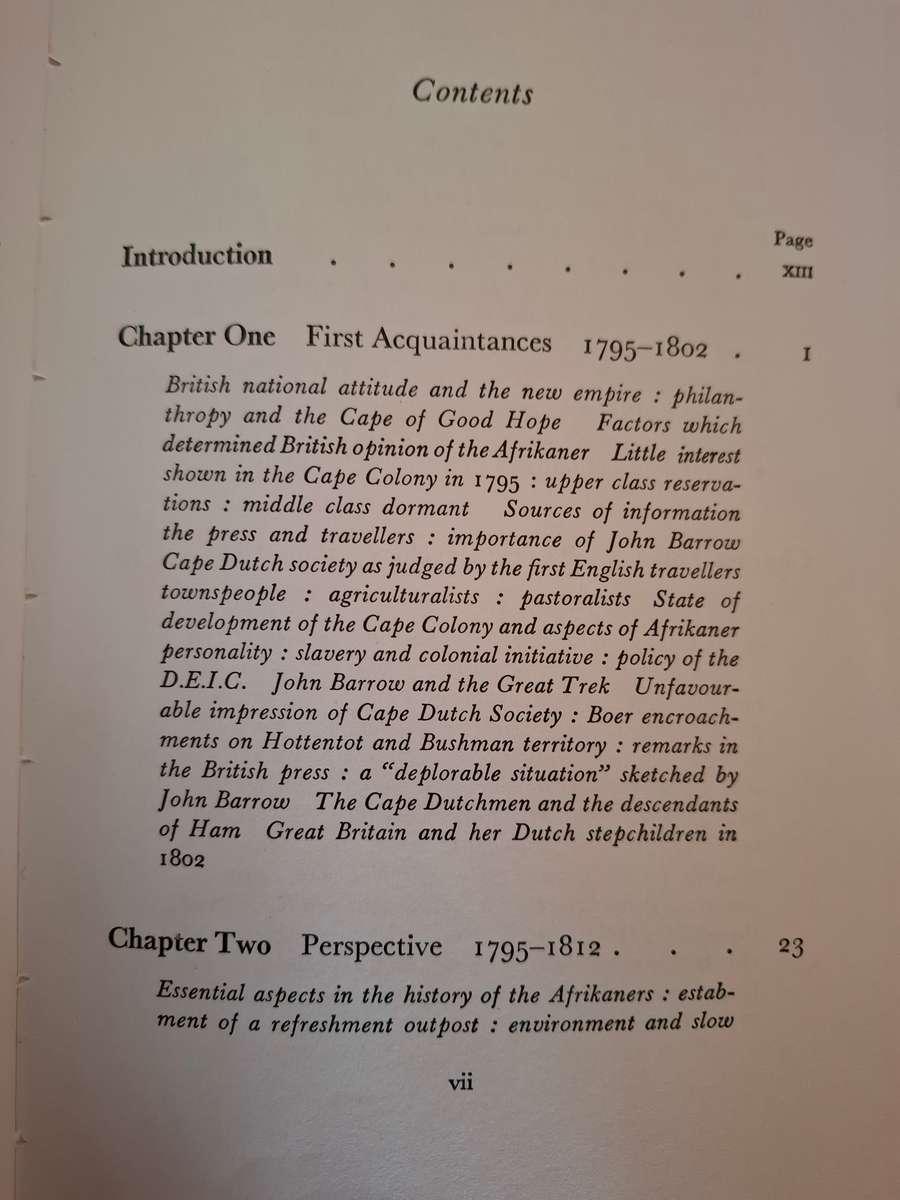 Contents
Page
Introduction . . . . . . . . XIII
Chapter One First Acquaintances 1795–1802 . 1
British national attitude and the new empire : philan-
thropy and the Cape of Good Hope Factors which
determined British opinion of the Afrikaner Little interest
shown in the Cape Colony in 1795 : upper class reserva-
tions : middle class dormant Sources of information
the press and travellers : importance of John Barrow
Cape Dutch society as judged by the first English travellers
townspeople : agriculturalists : pastoralists State of
development of the Cape Colony and aspects of Afrikaner
personality : slavery and colonial initiative : policy of the
D.E.I.C. John Barrow and the Great Trek Unfavour-
able impression of Cape Dutch Society : Boer encroach-
ments on Hottentot and Bushman territory : remarks in
the British press : a “deplorable situation” sketched by
John Barrow The Cape Dutchmen and the descendants
of Ham Great Britain and her Dutch stepchildren in
1802
Chapter Two Perspective 1795–1812 . . . 23
Essential aspects in the history of the Afrikaners : estab-
ment of a refreshment outpost : environment and slow
vii